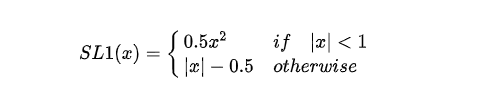 SL1(x) = { 0.5x² if |x| < 1
|x| − 0.5 otherwise